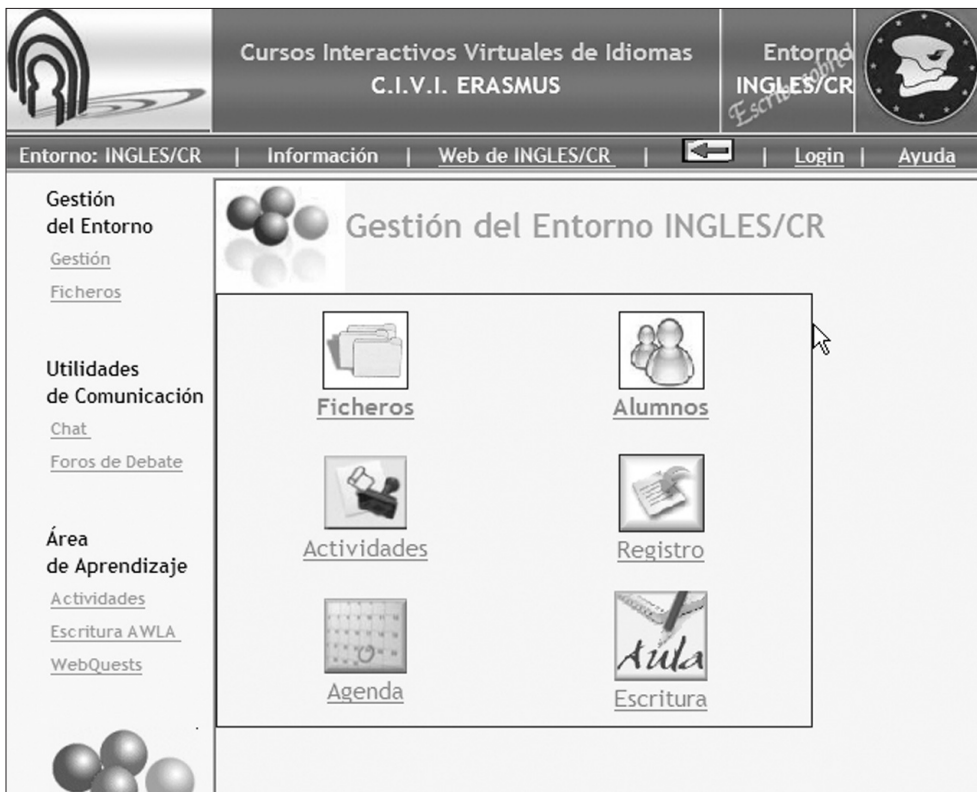 Cursos Interactivos Virtuales de Idiomas
C.I.V.I. ERASMUS
Entorno
INGLES/CR
Entorno: INGLES/CR | Información | Web de INGLES/CR | | Login | Ayuda
Gestión
del Entorno
Gestión
Ficheros
Utilidades
de Comunicación
Chat
Foros de Debate
Área
de Aprendizaje
Actividades
Escritura AWLA
WebQuests
Gestión del Entorno INGLES/CR
Ficheros
Alumnos
Actividades
Registro
Agenda
Aula
Escritura